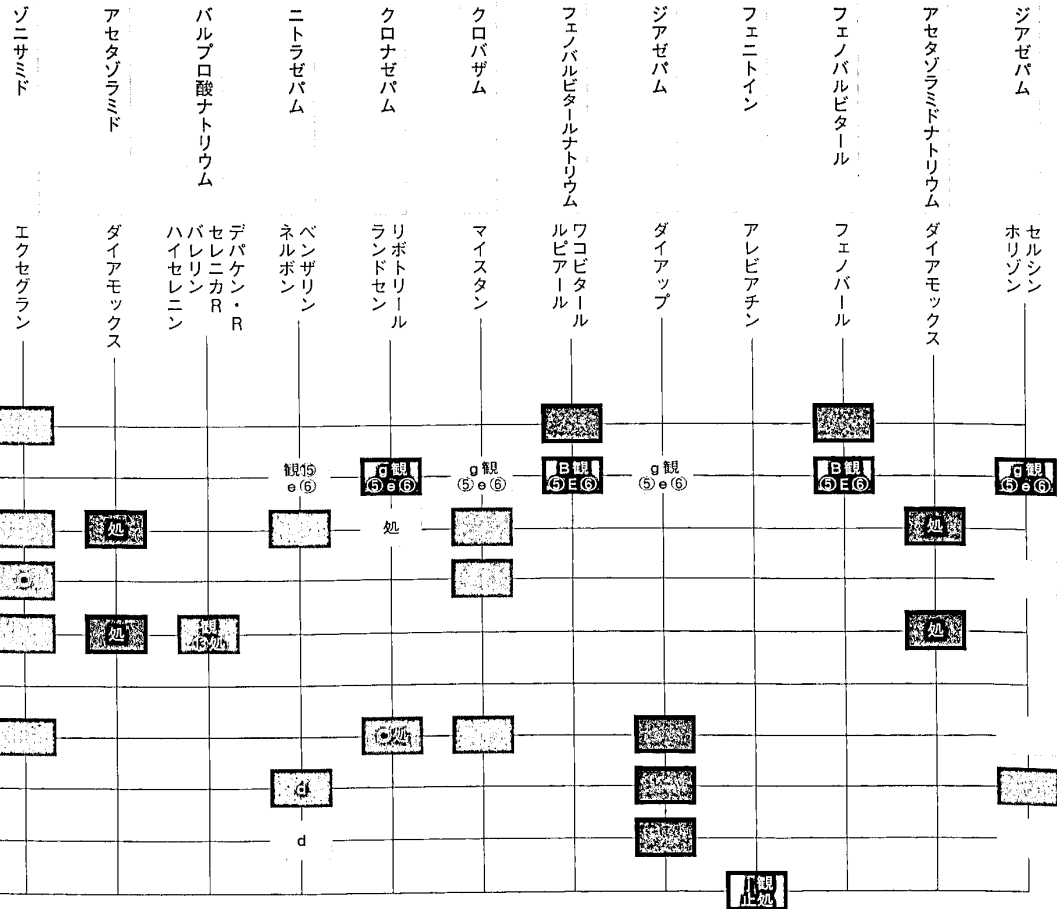 ジアゼパム
アセタゾラミドナトリウム
フェノバルビタール
フェニトイン
ジアゼパム
フェノバルビタールナトリウム
クロバザム
クロナゼパム
ニトラゼパム
バルプロ酸ナトリウム
アセタゾラミド
ゾニサミド
セルシン
ホリゾン
ダイアモックス
フェノバール
アレビアチン
ダイアップ
ワコビタール
ルピアール
マイスタン
リボトリール
ランドセン
ベンザリン
ネルボン
デパケン・R
セレニカR
バレリン
ハイセレニン
ダイアモックス
エクセグラン
観⑮
e⑥
g観
⑤e⑥
g観
⑤e⑥
B観
⑤E⑥
g観
⑤e⑥
B観
⑤E⑥
g観
⑤e⑥
処
処
処
処
観
処
処
処
d
d
観
止処